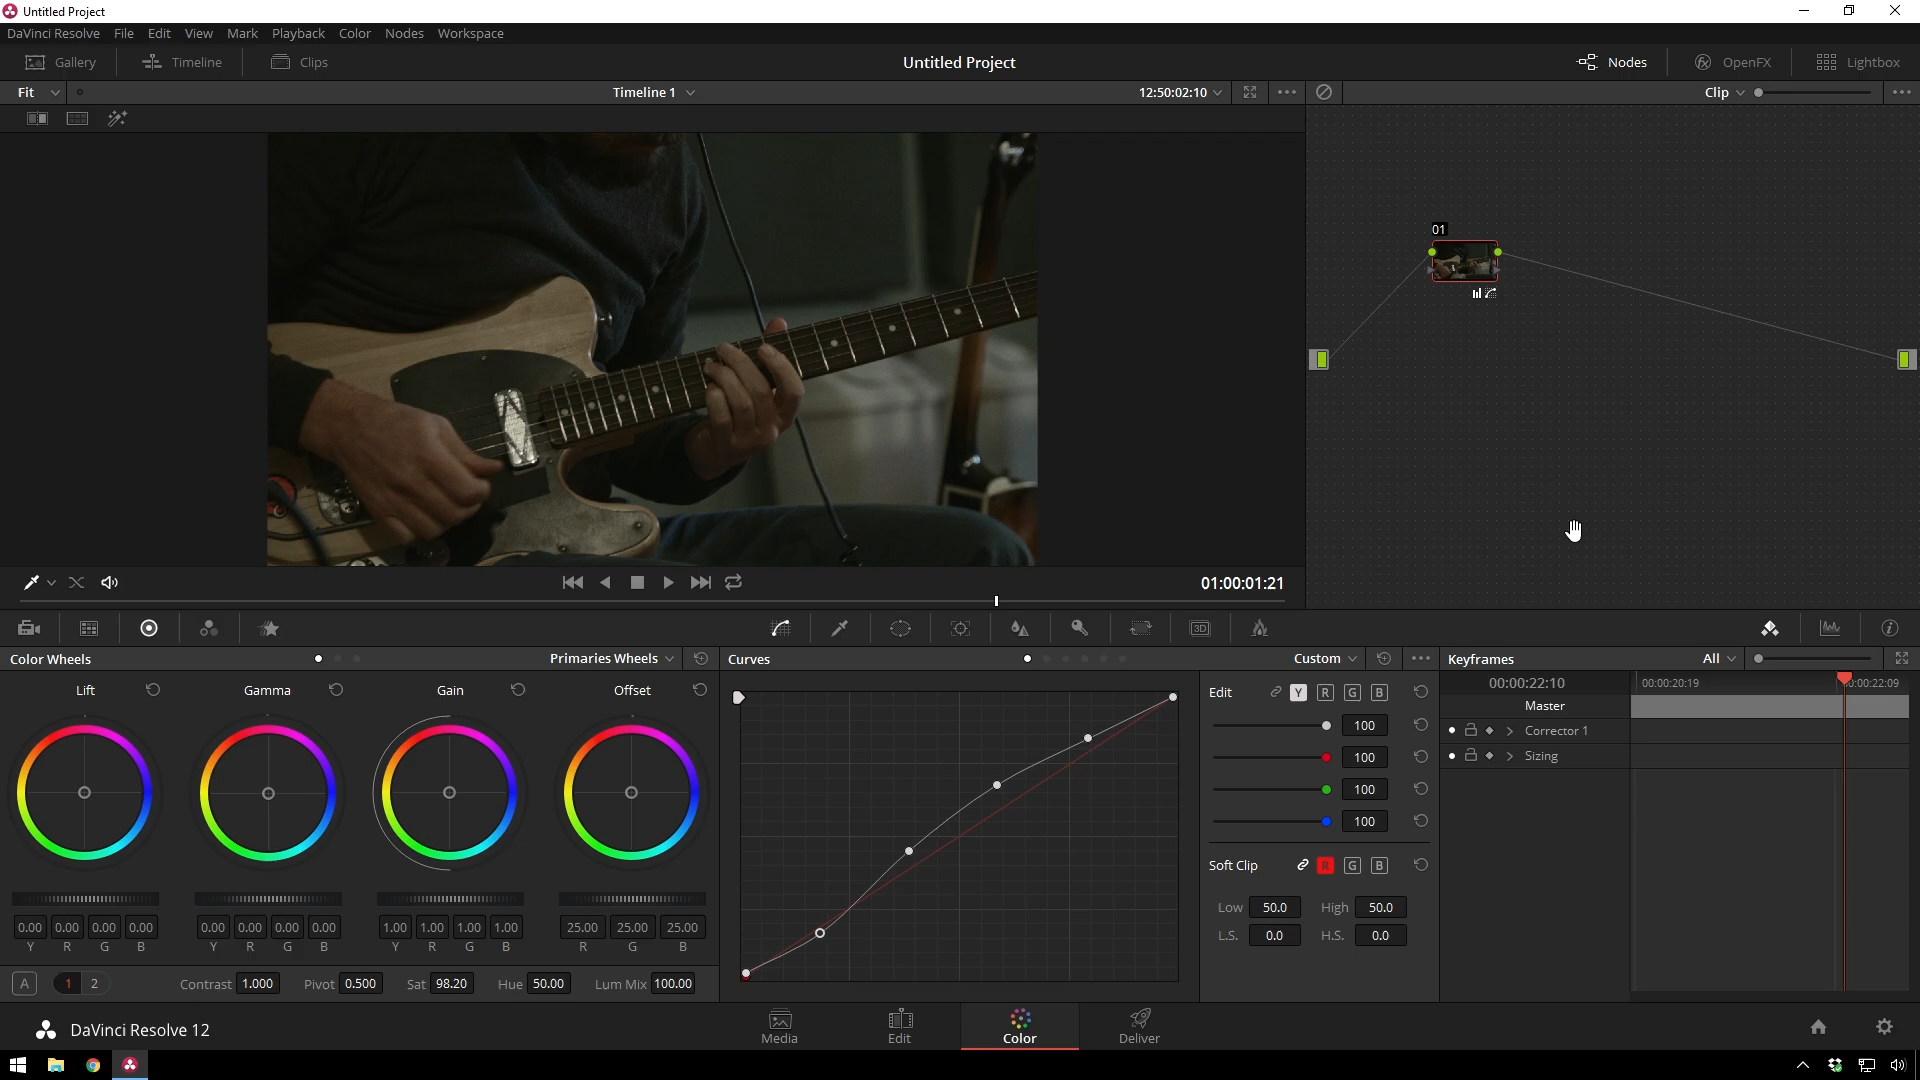 Untitled Project
DaVinci Resolve File Edit View Mark Playback Color Nodes Workspace
Gallery Timeline Clips Untitled Project Nodes OpenFX Lightbox
Fit Timeline 1 12:50:02:10 Clip
01
01:00:01:21
3D
Color Wheels Primaries Wheels Curves Custom Keyframes All
Lift Gamma Gain Offset Edit Y R G B 00:00:22:10 00:00:20:19 00:00:22:09
Master
100 Corrector 1
100 Sizing
100
100
Soft Clip R G B
Low 50.0 High 50.0
0.00 0.00 0.00 0.00 0.00 0.00 0.00 0.00 1.00 1.00 1.00 1.00 25.00 25.00 25.00 L.S. 0.0 H.S. 0.0
Y R G B Y R G B Y R G B R G B
A 1 2 Contrast 1.000 Pivot 0.500 Sat 98.20 Hue 50.00 Lum Mix 100.00
DaVinci Resolve 12 Media Edit Color Deliver